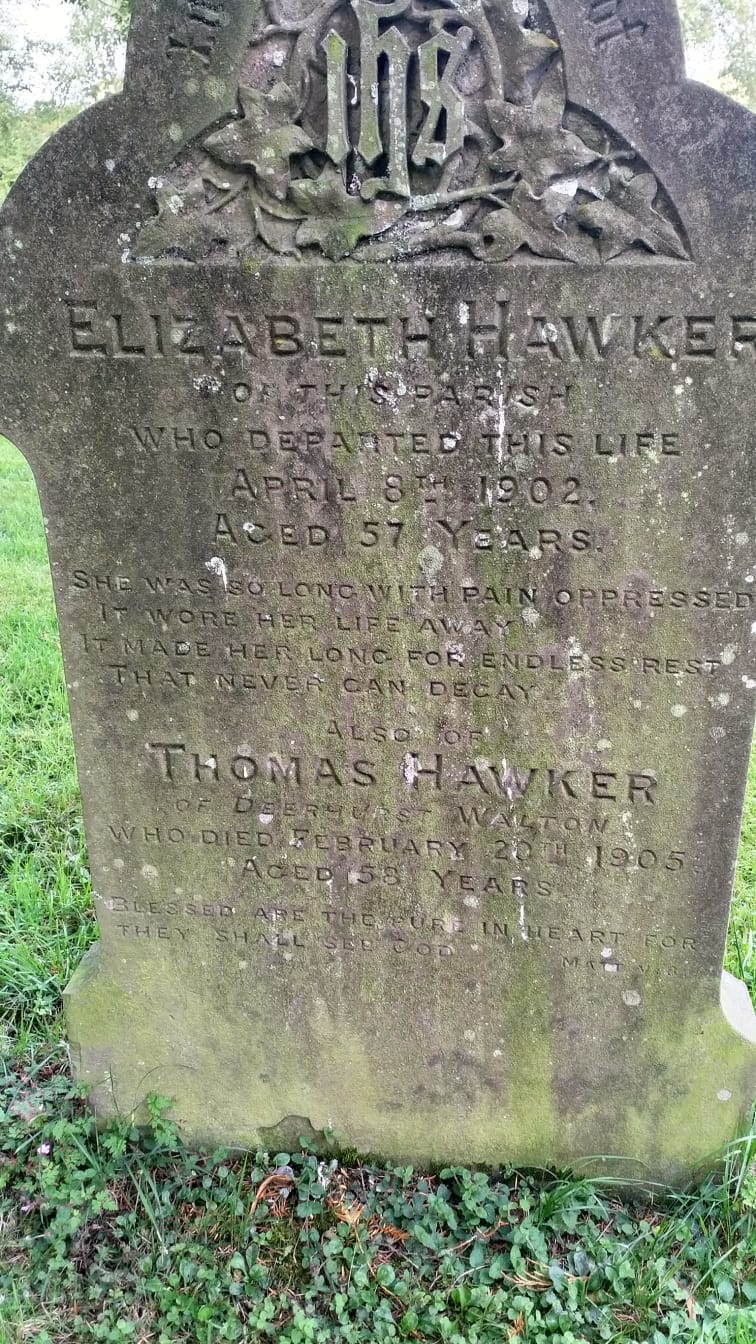 IHS
ELIZABETH HAWKER
OF THIS PARISH
WHO DEPARTED THIS LIFE
APRIL 8TH 1902.
AGED 57 YEARS.
SHE WAS SO LONG WITH PAIN OPPRESSED
IT WORE HER LIFE AWAY
IT MADE HER LONG FOR ENDLESS REST
THAT NEVER CAN DECAY.
ALSO OF
THOMAS HAWKER
OF DEERHURST WALTON
WHO DIED FEBRUARY 20TH 1905.
AGED 58 YEARS.
BLESSED ARE THE PURE IN HEART FOR
THEY SHALL SEE GOD
MATT V.8.